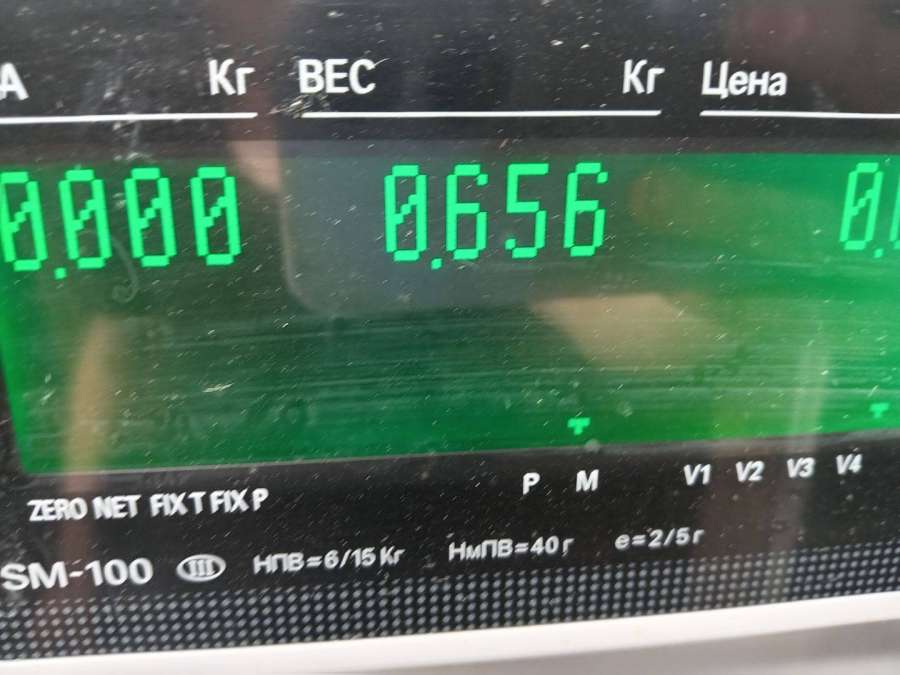 А Кг ВЕС Кг Цена
0.000 0.656 0.
P M V1 V2 V3 V4
ZERO NET FIX T FIX P
SM-100 III НПВ=6/15 Кг НмПВ=40 г e=2/5 г